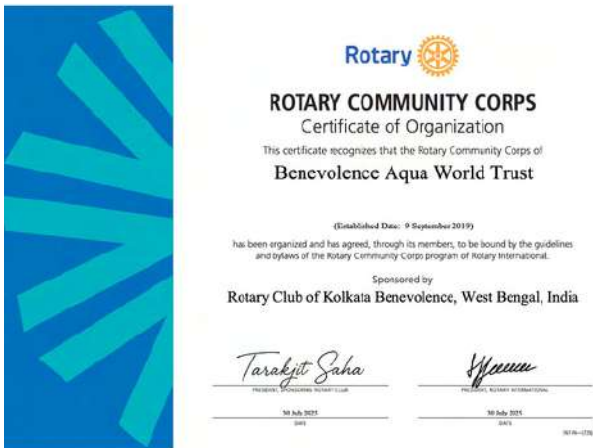 Rotary
ROTARY COMMUNITY CORPS
Certificate of Organization
This certificate recognizes that the Rotary Community Corps of
Benevolence Aqua World Trust
(Established Date: 9 September 2019)
has been organized and has agreed, through its members, to be bound by the guidelines
and bylaws of the Rotary Community Corps program of Rotary International.
Sponsored by
Rotary Club of Kolkata Benevolence, West Bengal, India
Tarakjit Saha
PRESIDENT, SPONSORING ROTARY CLUB
PRESIDENT, ROTARY INTERNATIONAL
30 July 2025
30 July 2025
DATE
DATE